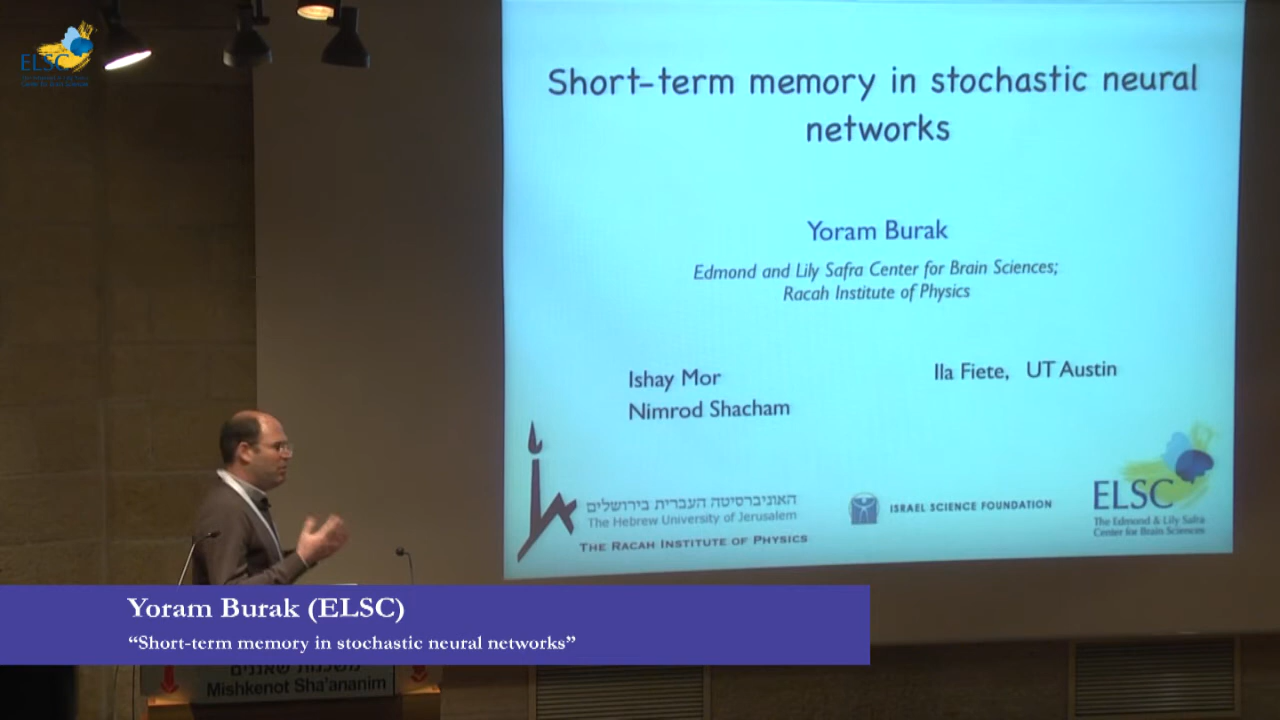 ELSC
Short-term memory in stochastic neural
networks
Yoram Burak
Edmond and Lily Safra Center for Brain Sciences;
Racah Institute of Physics
Ishay Mor
Nimrod Shacham
Ila Fiete, UT Austin
האוניברסיטה העברית בירושלים
The Hebrew University of Jerusalem
THE RACAH INSTITUTE OF PHYSICS
ISRAEL SCIENCE FOUNDATION
ELSC
The Edmond & Lily Safra
Center for Brain Sciences
Yoram Burak (ELSC)
“Short-term memory in stochastic neural networks”
משכנות שאננים
Mishkenot Sha'ananim